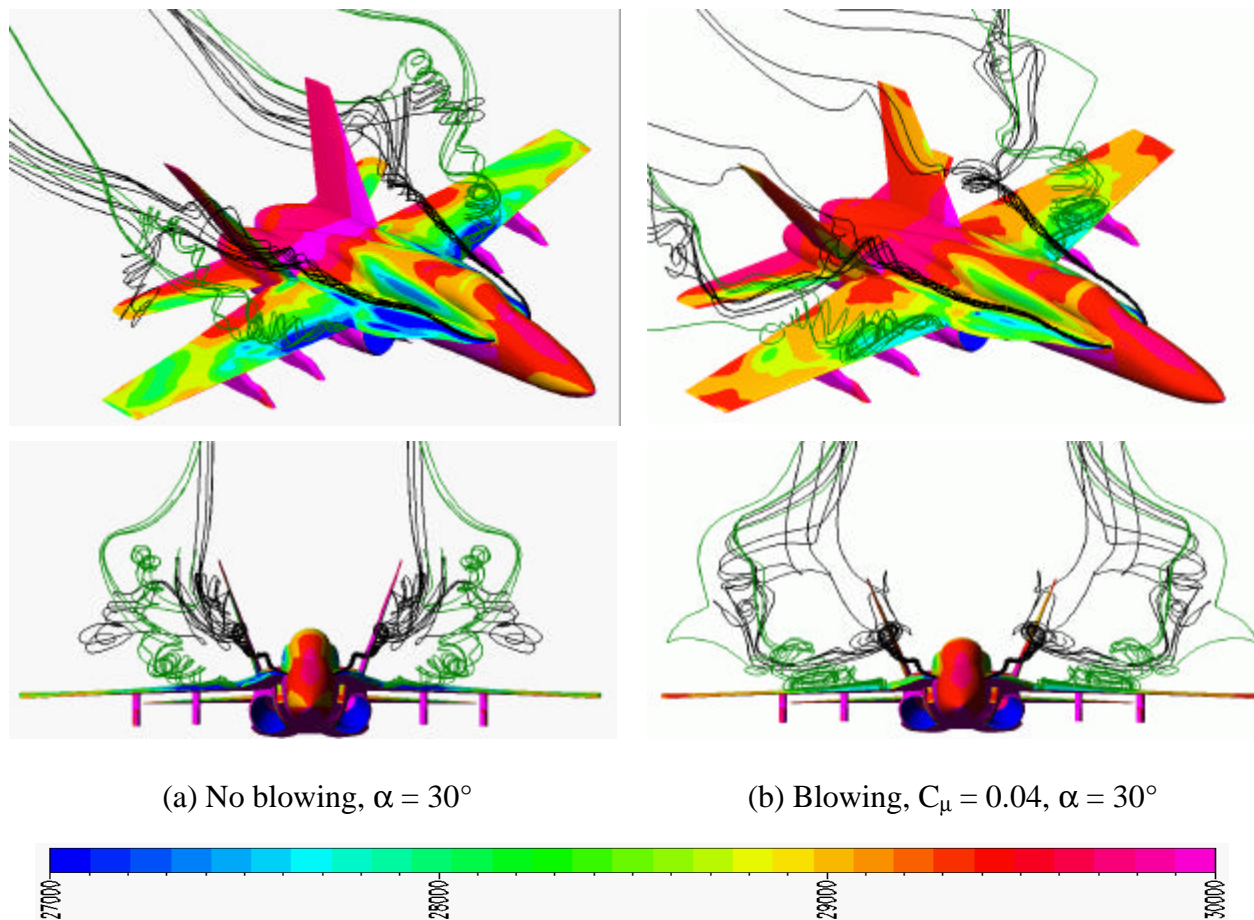 (a) No blowing, α = 30°
(b) Blowing, Cμ = 0.04, α = 30°
27000 28000 29000 30000